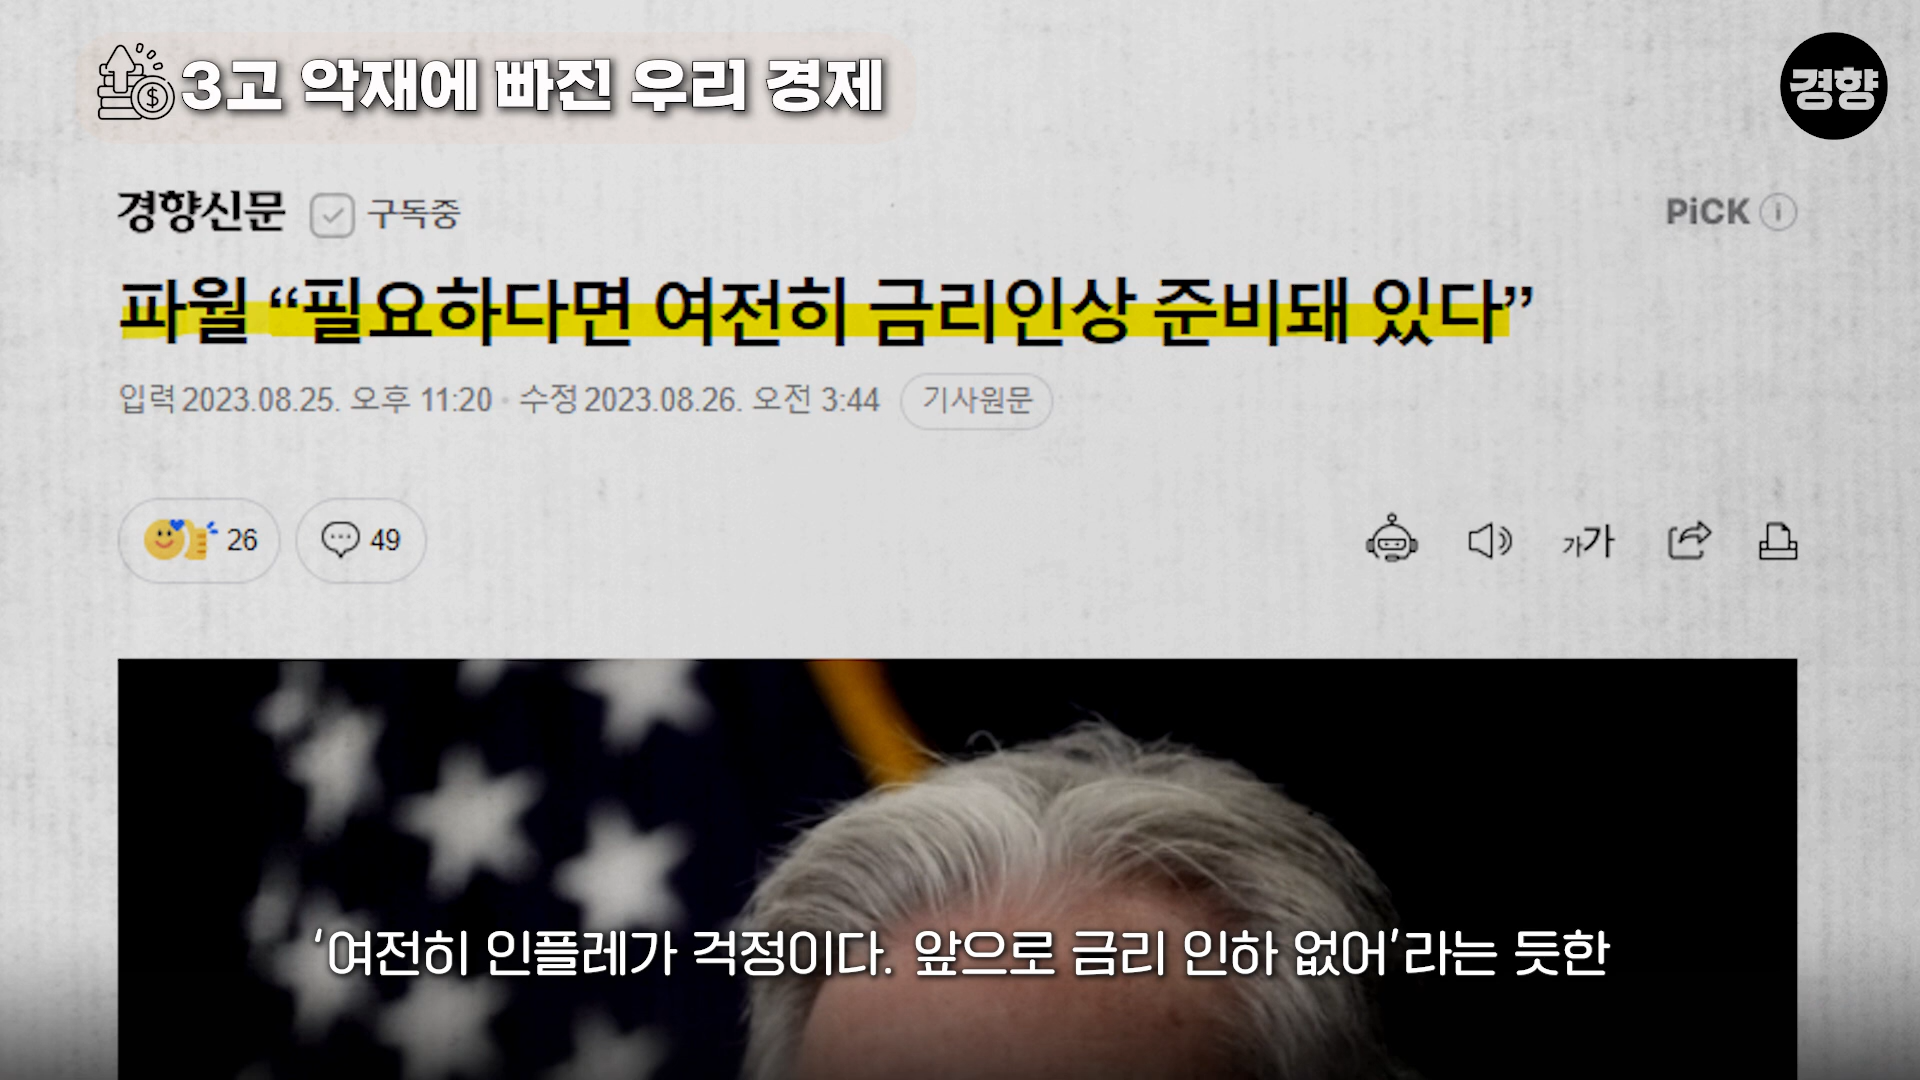 3고 악재에 빠진 우리 경제
경향
경향신문 구독중
PiCK
파월 “필요하다면 여전히 금리인상 준비돼 있다”
입력 2023.08.25. 오후 11:20 · 수정 2023.08.26. 오전 3:44 기사원문
26 49
가가
‘여전히 인플레가 걱정이다. 앞으로 금리 인하 없어’라는 듯한